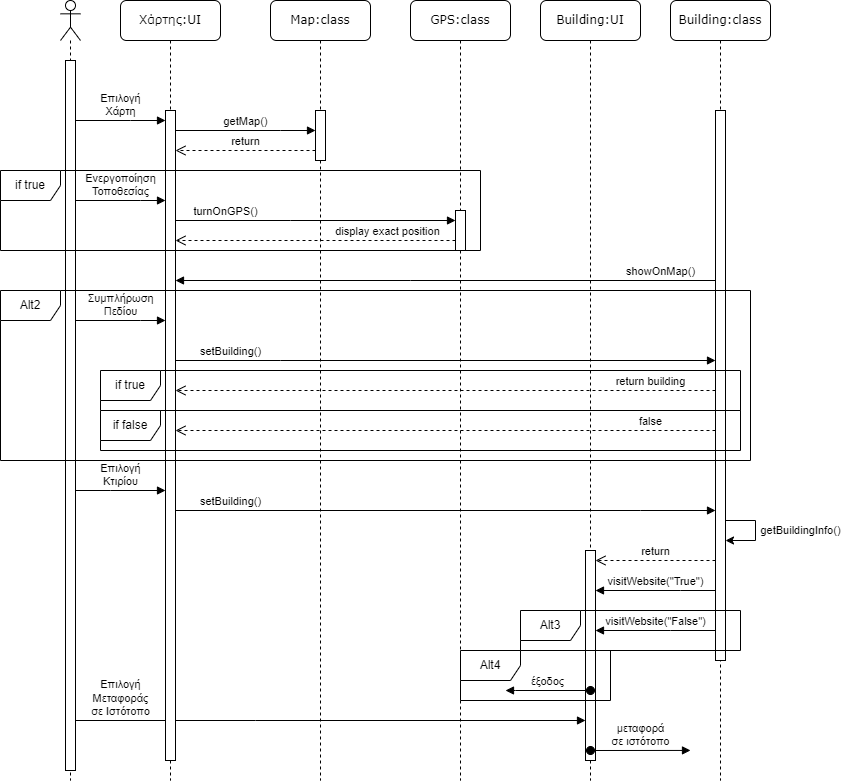 Χάρτης:UI
Map:class
GPS:class
Building:UI
Building:class
Επιλογή
Χάρτη
getMap()
return
if true
Ενεργοποίηση
Τοποθεσίας
turnOnGPS()
display exact position
showOnMap()
Alt2
Συμπλήρωση
Πεδίου
setBuilding()
if true
return building
if false
false
Επιλογή
Κτιρίου
setBuilding()
getBuildingInfo()
return
visitWebsite("True")
Alt3
visitWebsite("False")
Alt4
έξοδος
Επιλογή
Μεταφοράς
σε Ιστότοπο
μεταφορά
σε ιστότοπο